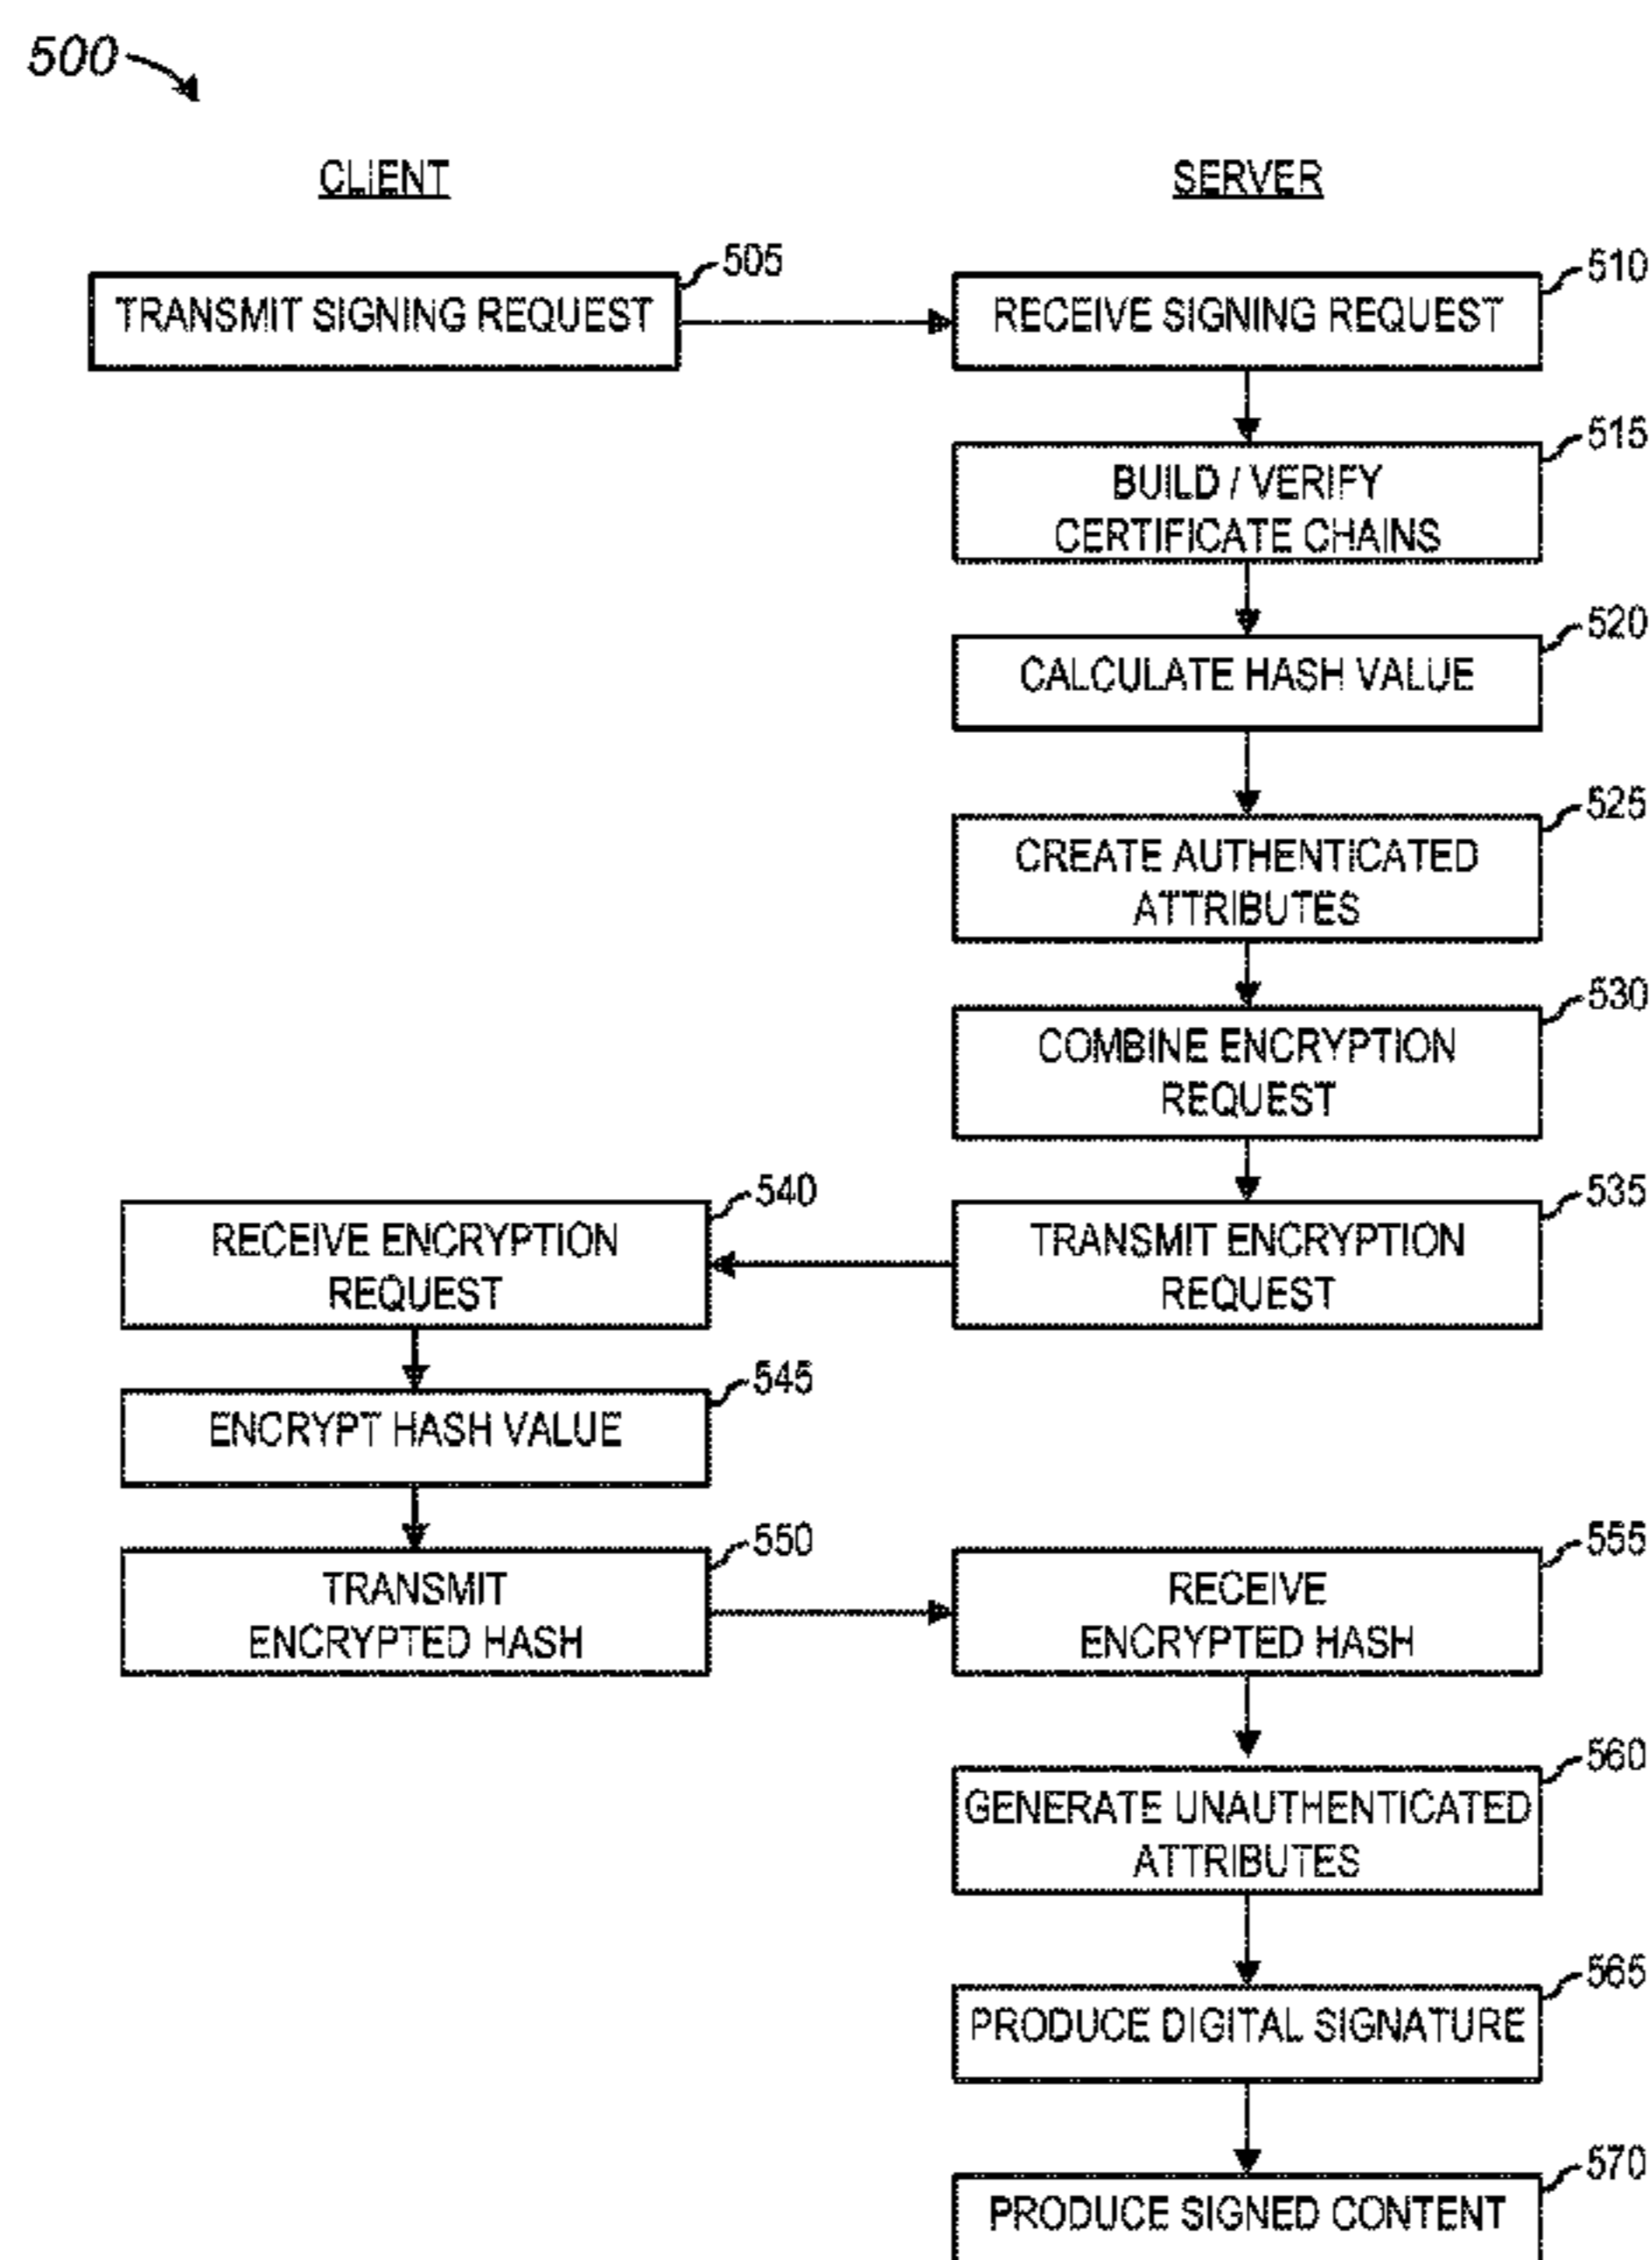 500
CLIENT
SERVER
505
TRANSMIT SIGNING REQUEST
510
RECEIVE SIGNING REQUEST
515
BUILD / VERIFY
CERTIFICATE CHAINS
520
CALCULATE HASH VALUE
525
CREATE AUTHENTICATED
ATTRIBUTES
530
COMBINE ENCRYPTION
REQUEST
535
TRANSMIT ENCRYPTION
REQUEST
540
RECEIVE ENCRYPTION
REQUEST
545
ENCRYPT HASH VALUE
550
TRANSMIT
ENCRYPTED HASH
555
RECEIVE
ENCRYPTED HASH
560
GENERATE UNAUTHENTICATED
ATTRIBUTES
565
PRODUCE DIGITAL SIGNATURE
570
PRODUCE SIGNED CONTENT